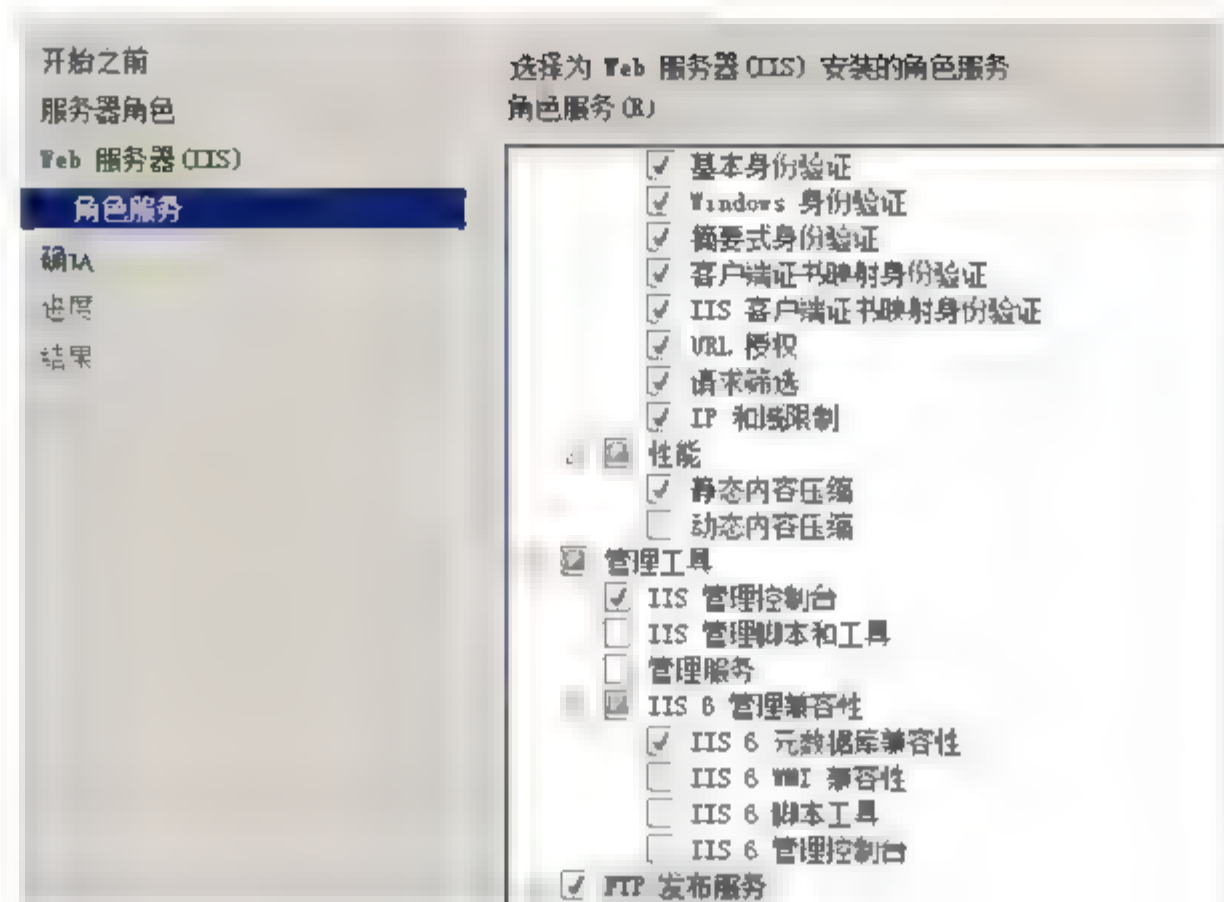 开始之前
服务器角色
Web 服务器(IIS)
角色服务
确认
进度
结果
选择为 Web 服务器(IIS) 安装的角色服务
角色服务(R)
基本身份验证
Windows 身份验证
简要式身份验证
客户端证书映射身份验证
IIS 客户端证书映射身份验证
URL 授权
请求筛选
IP 和域限制
性能
静态内容压缩
动态内容压缩
管理工具
IIS 管理控制台
IIS 管理脚本和工具
管理服务
IIS 6 管理兼容性
IIS 6 元数据库兼容性
IIS 6 WMI 兼容性
IIS 6 脚本工具
IIS 6 管理控制台
FTP 发布服务